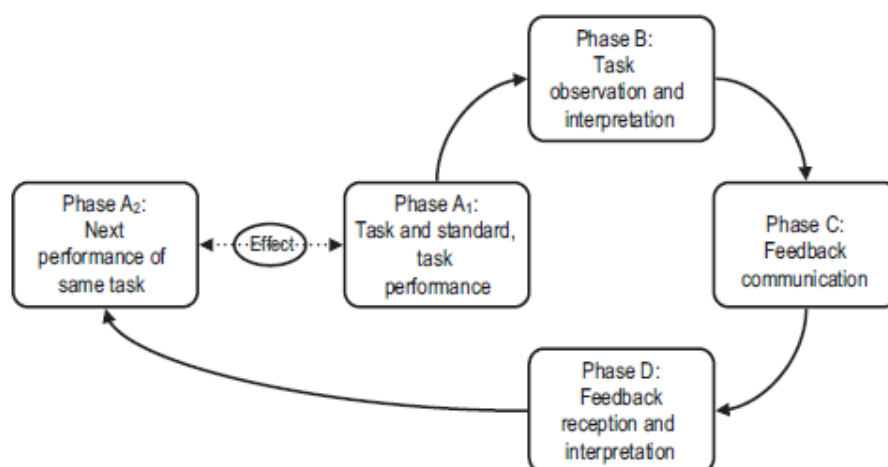 Phase B:
Task
observation and
interpretation
Phase A₂:
Next
performance of
same task
Effect
Phase A₁:
Task and standard,
task
performance
Phase C:
Feedback
communication
Phase D:
Feedback
reception and
interpretation